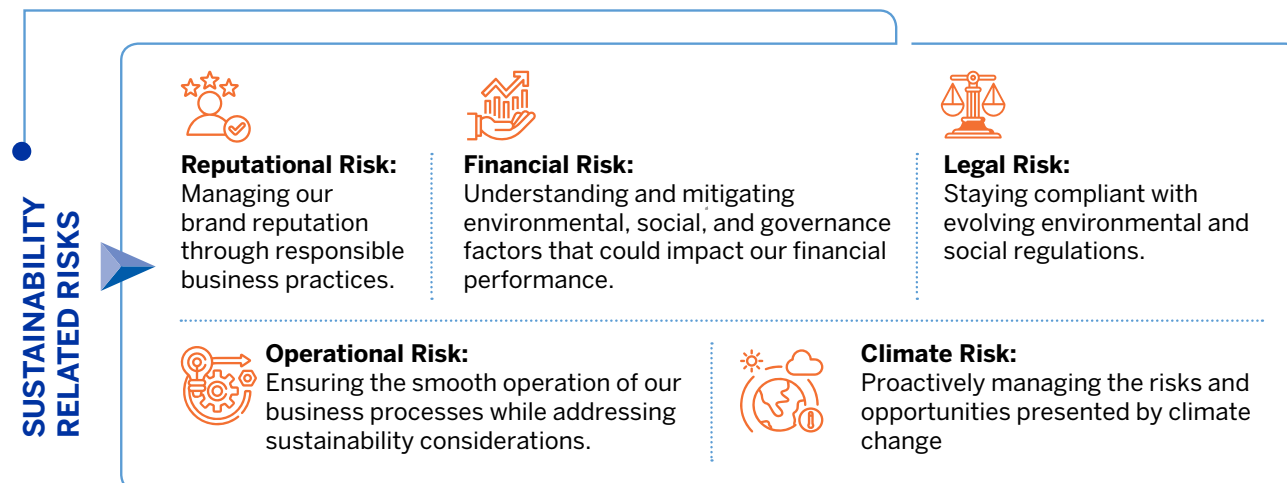 SUSTAINABILITY
RELATED RISKS
Reputational Risk:
Managing our
brand reputation
through responsible
business practices.
Financial Risk:
Understanding and mitigating
environmental, social, and governance
factors that could impact our financial
performance.
Legal Risk:
Staying compliant with
evolving environmental and
social regulations.
Operational Risk:
Ensuring the smooth operation of our
business processes while addressing
sustainability considerations.
Climate Risk:
Proactively managing the risks and
opportunities presented by climate
change